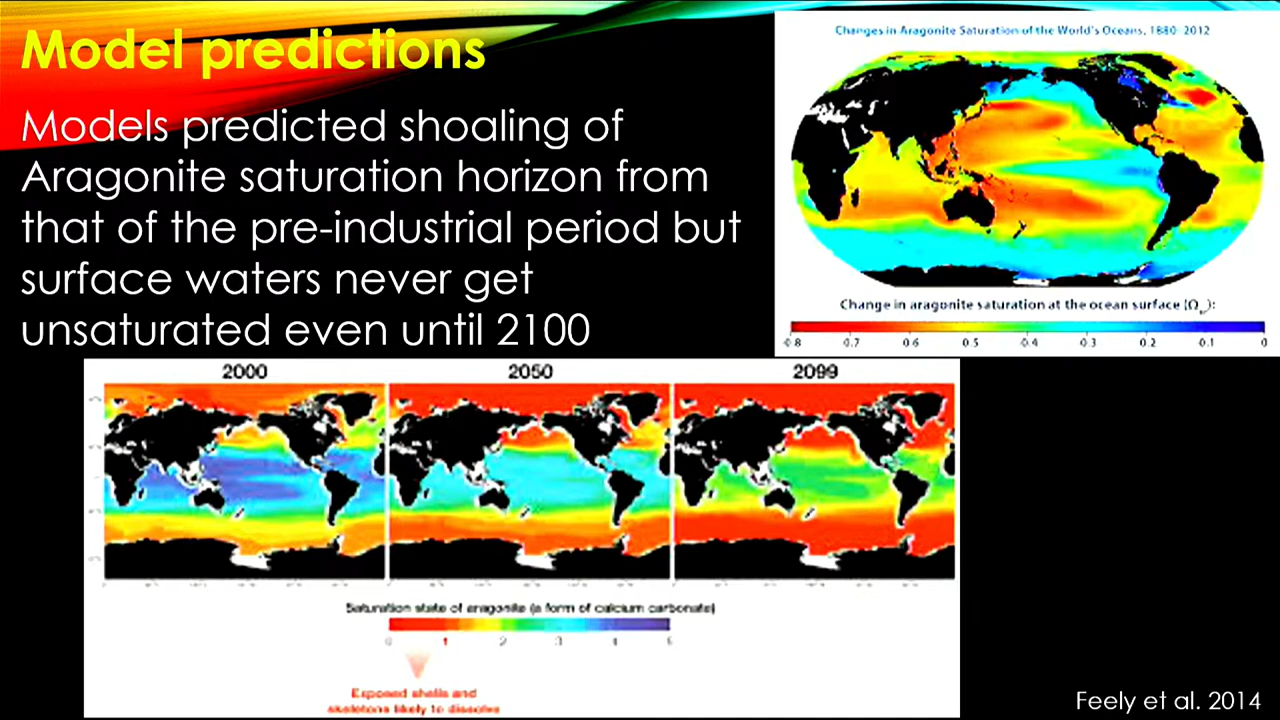 Model predictions
Models predicted shoaling of
Aragonite saturation horizon from
that of the pre-industrial period but
surface waters never get
unsaturated even until 2100
Changes in Aragonite Saturation of the World's Oceans, 1880–2012
Change in aragonite saturation at the ocean surface (Ωar):
-0.8 -0.7 -0.6 -0.5 -0.4 -0.3 -0.2 -0.1 0
2000 2050 2099
Saturation state of aragonite (a form of calcium carbonate)
0 1 2 3 4 5
Exposed shells and
skeletons likely to dissolve
Feely et al. 2014